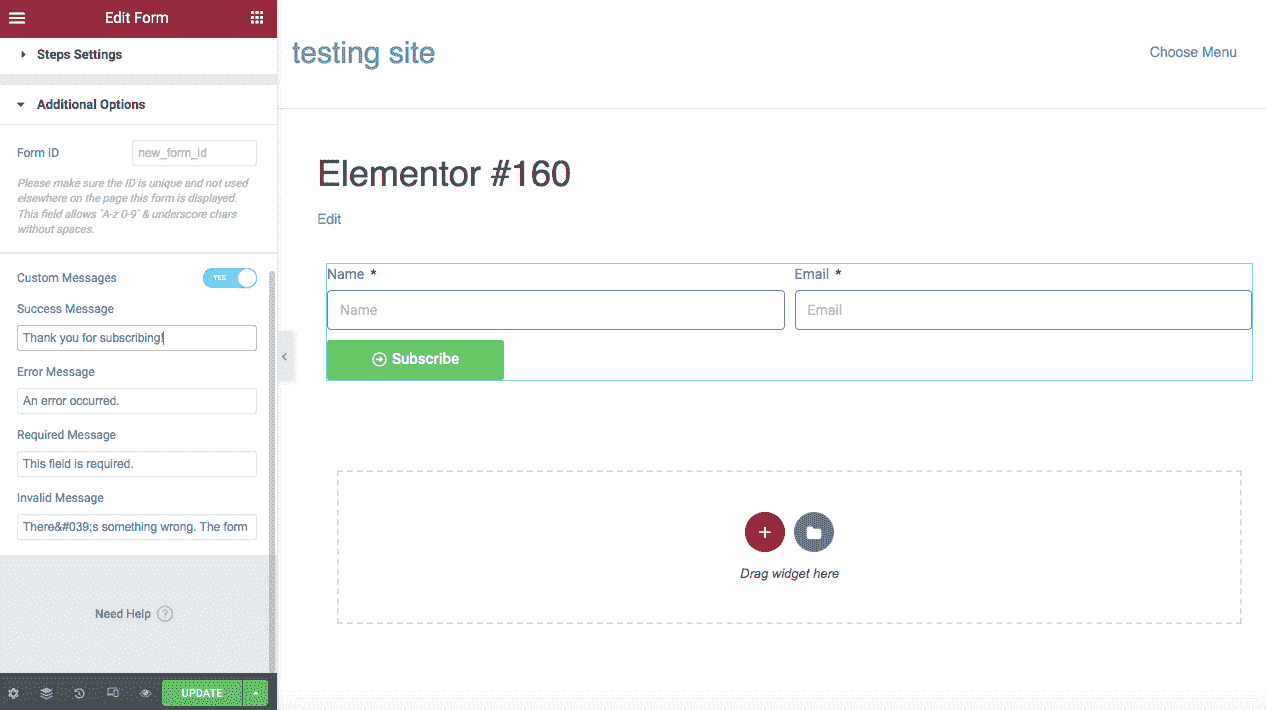 Edit Form
Steps Settings
Additional Options
Form ID
new_form_id
Please make sure the ID is unique and not used
elsewhere on the page this form is displayed.
This field allows `A-z 0-9` & underscore chars
without spaces.
Custom Messages
YES
Success Message
Thank you for subscribing!
Error Message
An error occurred.
Required Message
This field is required.
Invalid Message
There&#039;s something wrong. The form
Need Help ?
UPDATE
testing site
Choose Menu
Elementor #160
Edit
Name *
Email *
Name
Email
Subscribe
Drag widget here